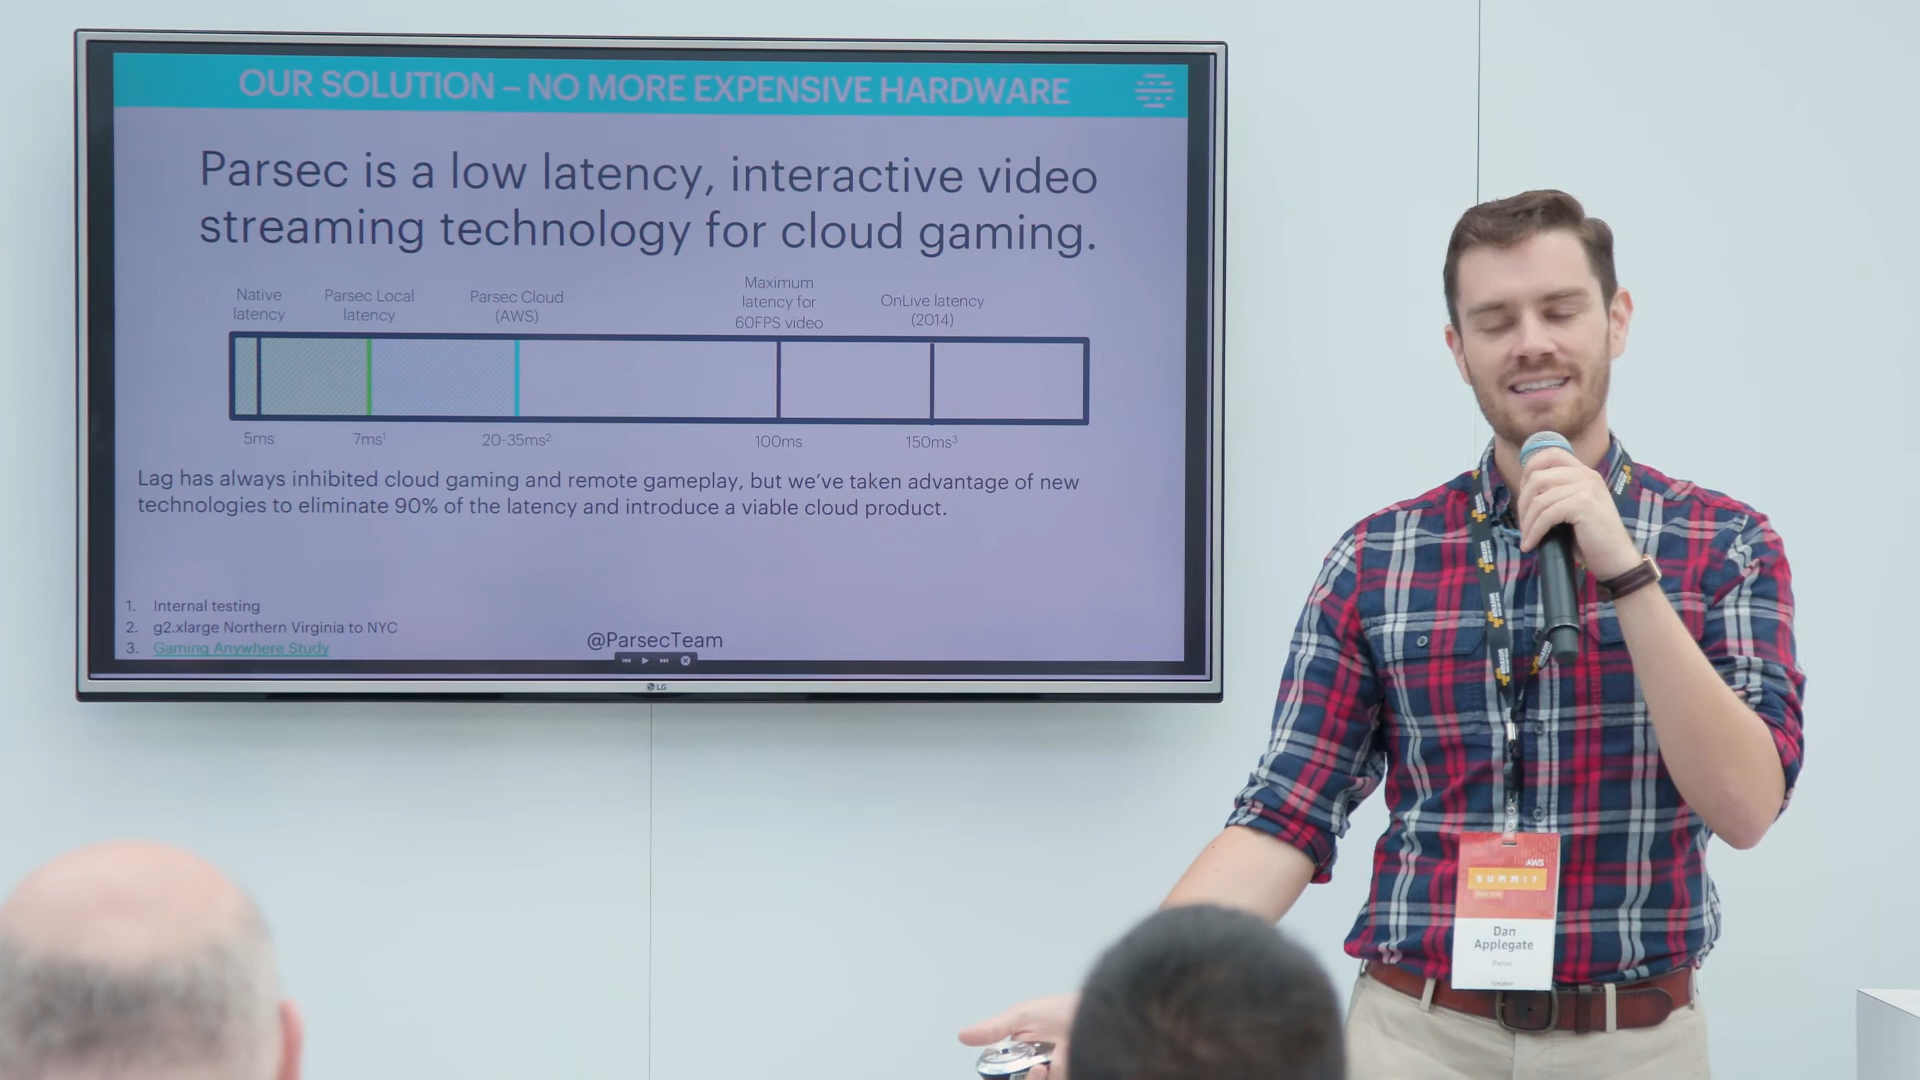 OUR SOLUTION – NO MORE EXPENSIVE HARDWARE
Parsec is a low latency, interactive video
streaming technology for cloud gaming.
Native
latency
Parsec Local
latency
Parsec Cloud
(AWS)
Maximum
latency for
60FPS video
OnLive latency
(2014)
5ms
7ms¹
20-35ms²
100ms
150ms³
Lag has always inhibited cloud gaming and remote gameplay, but we’ve taken advantage of new
technologies to eliminate 90% of the latency and introduce a viable cloud product.
1. Internal testing
2. g2.xlarge Northern Virginia to NYC
3. Gaming Anywhere Study
@ParsecTeam
LG
AWS
SUMMIT
Dan
Applegate
Parsec
Speaker